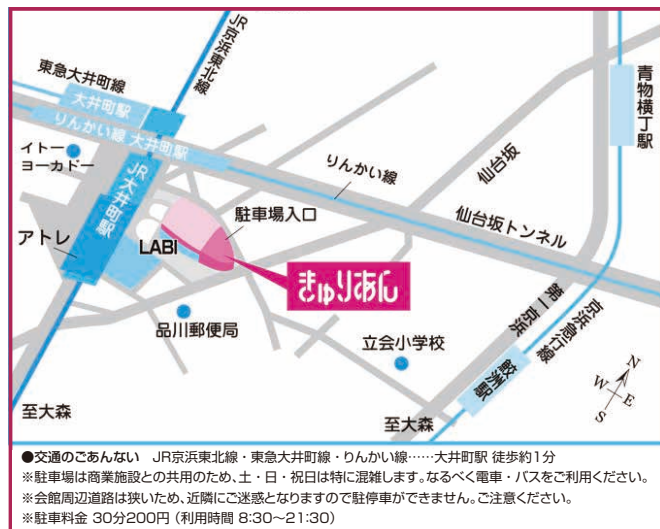 JR京浜東北線
東急大井町線
大井町駅
りんかい線 大井町駅
イトー
ヨーカドー
JR大井町駅
アトレ
LABI
駐車場入口
きゅりあん
りんかい線
仙台坂
仙台坂トンネル
青物横丁駅
品川郵便局
立会小学校
第一京浜
京浜急行線
鮫洲駅
至大森
至大森
N
W
E
S
●交通のごあんない JR京浜東北線・東急大井町線・りんかい線……大井町駅 徒歩約1分
※駐車場は商業施設との共用のため、土・日・祝日は特に混雑します。なるべく電車・バスをご利用ください。
※会館周辺道路は狭いため、近隣にご迷惑となりますので駐停車ができません。ご注意ください。
※駐車料金 30分200円 (利用時間 8:30~21:30)